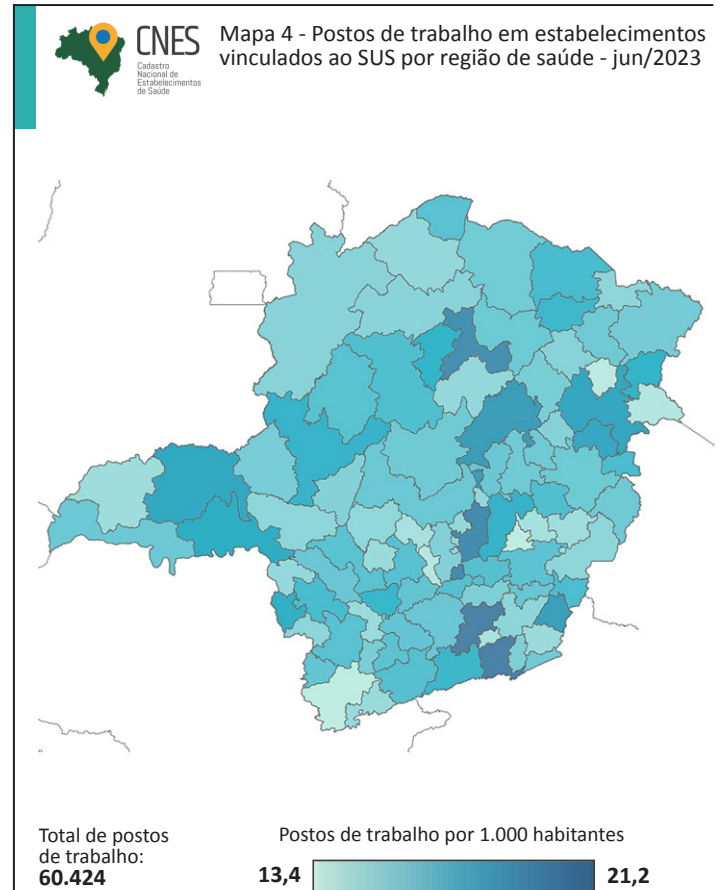 CNES
Cadastro
Nacional de
Estabelecimentos
de Saúde
Mapa 4 - Postos de trabalho em estabelecimentos
vinculados ao SUS por região de saúde - jun/2023
Total de postos
de trabalho:
60.424
Postos de trabalho por 1.000 habitantes
13,4
21,2